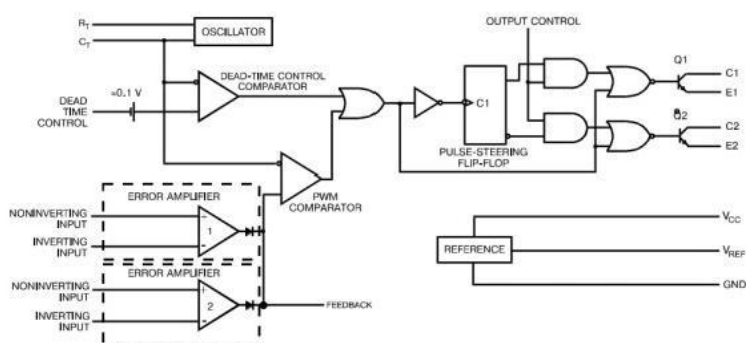 OUTPUT CONTROL
RT
CT
OSCILLATOR
Q1
C1
E1
DEAD-TIME CONTROL
COMPARATOR
≈0.1 V
DEAD
TIME
CONTROL
C1
Q2
C2
E2
PULSE-STEERING
FLIP-FLOP
PWM
COMPARATOR
ERROR AMPLIFIER
NONINVERTING
INPUT
INVERTING
INPUT
1
ERROR AMPLIFIER
NONINVERTING
INPUT
INVERTING
INPUT
2
FEEDBACK
VCC
REFERENCE
VREF
GND